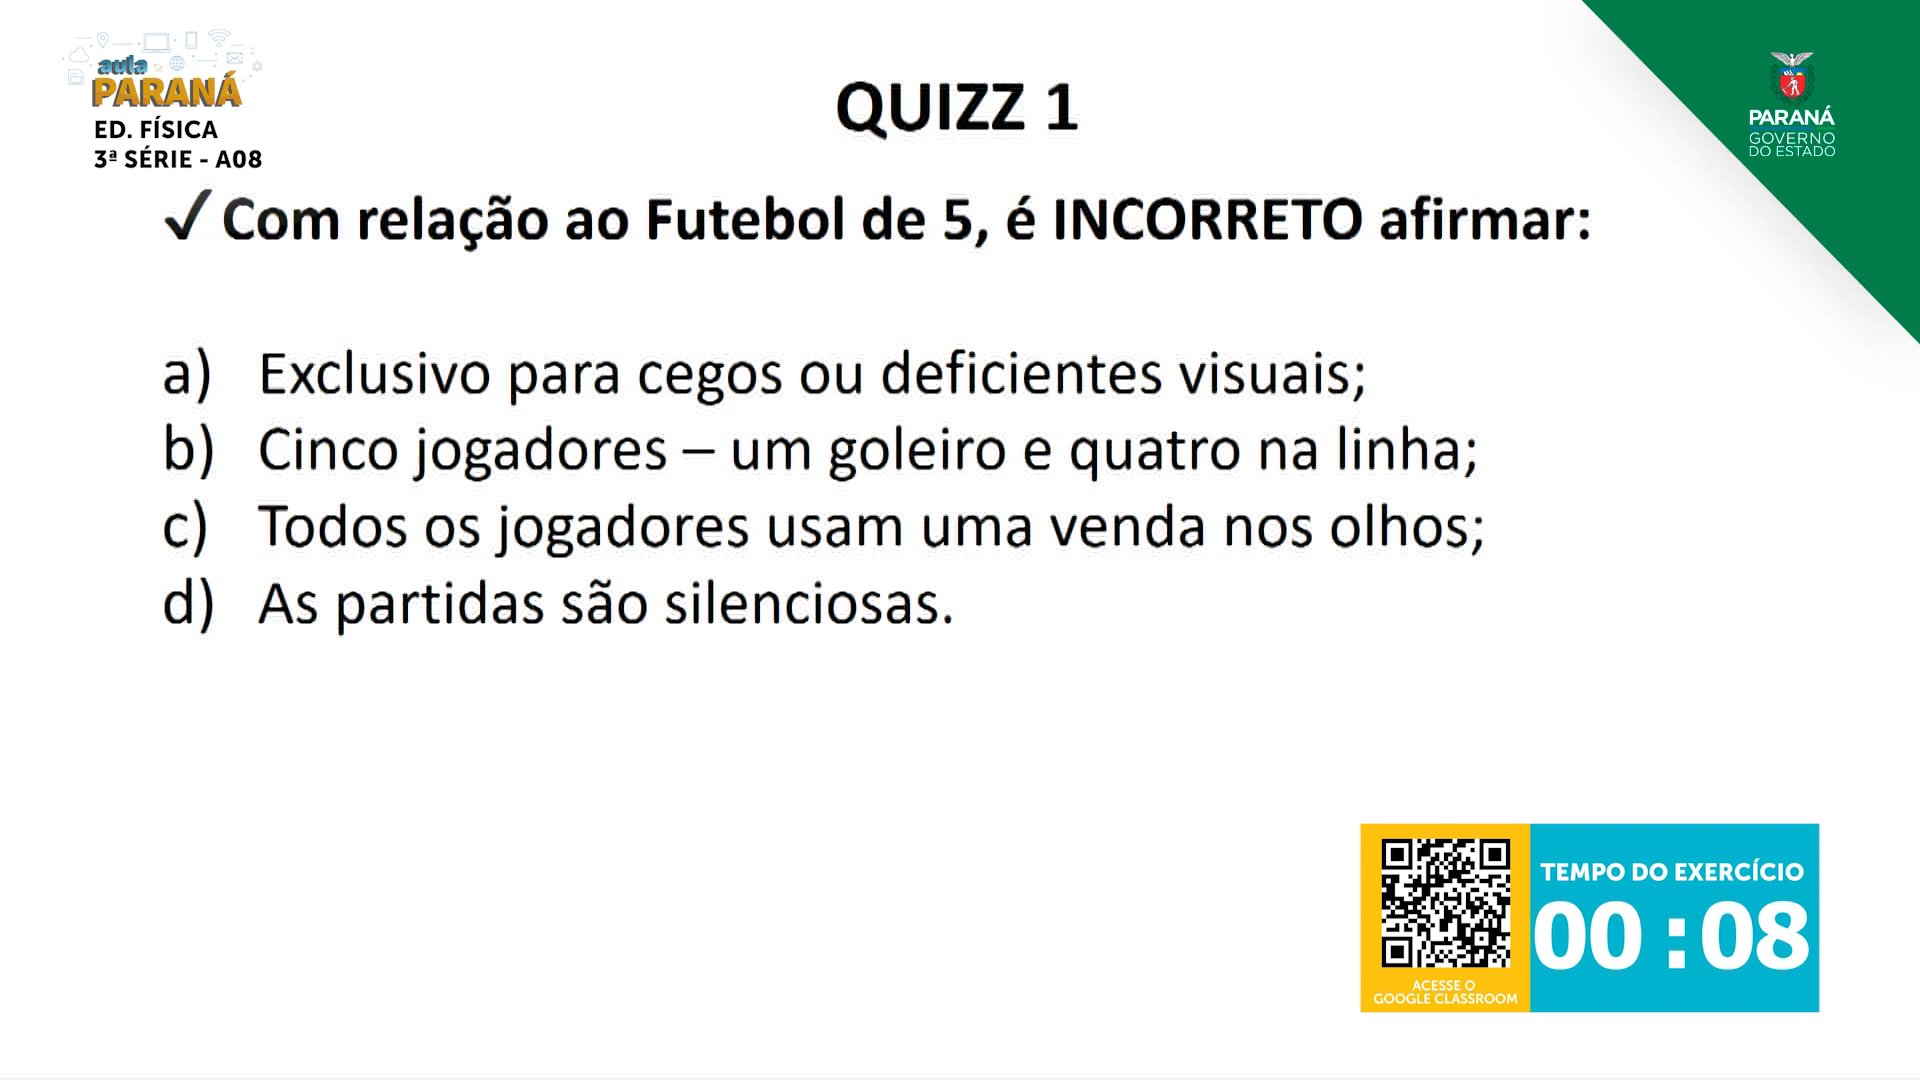 aula
PARANÁ
ED. FÍSICA
3ª SÉRIE - A08
PARANÁ
GOVERNO
DO ESTADO
QUIZZ 1
✓ Com relação ao Futebol de 5, é INCORRETO afirmar:
a) Exclusivo para cegos ou deficientes visuais;
b) Cinco jogadores – um goleiro e quatro na linha;
c) Todos os jogadores usam uma venda nos olhos;
d) As partidas são silenciosas.
TEMPO DO EXERCÍCIO
00 : 08
ACESSE O
GOOGLE CLASSROOM